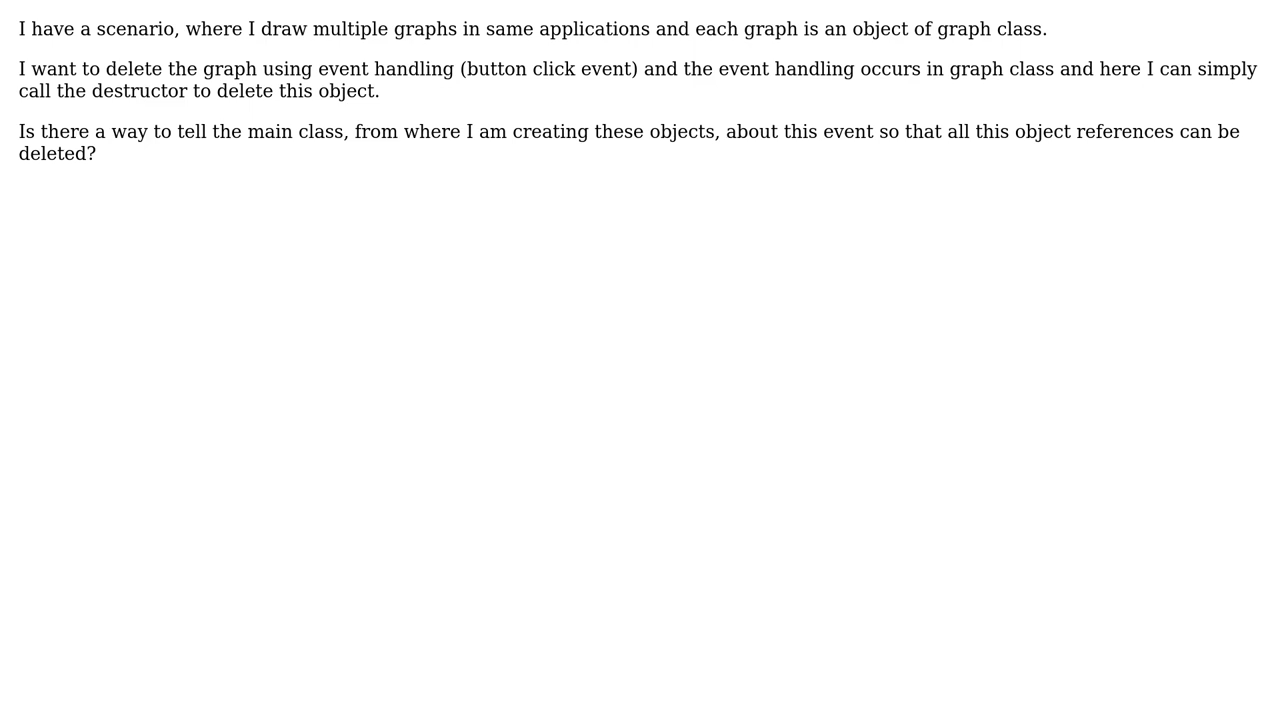 I have a scenario, where I draw multiple graphs in same applications and each graph is an object of graph class.
I want to delete the graph using event handling (button click event) and the event handling occurs in graph class and here I can simply
call the destructor to delete this object.
Is there a way to tell the main class, from where I am creating these objects, about this event so that all this object references can be
deleted?